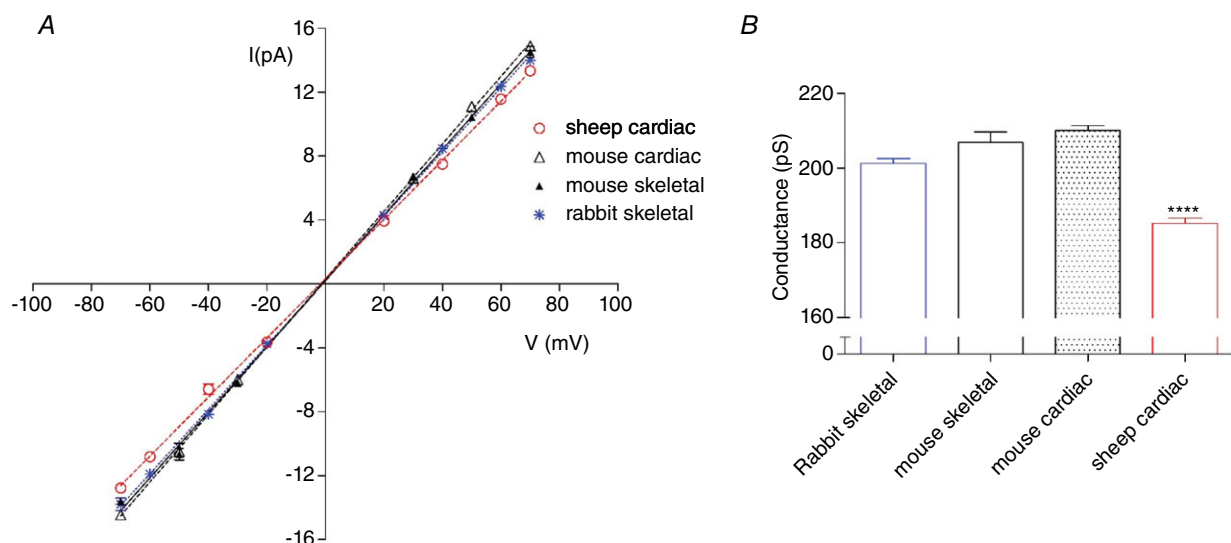 A
I(pA)
16
12
8
4
-100 -80 -60 -40 -20 20 40 60 80 100
V (mV)
-4
-8
-12
-16
sheep cardiac
mouse cardiac
mouse skeletal
rabbit skeletal
B
Conductance (pS)
220
200
180
160
0
****
Rabbit skeletal
mouse skeletal
mouse cardiac
sheep cardiac